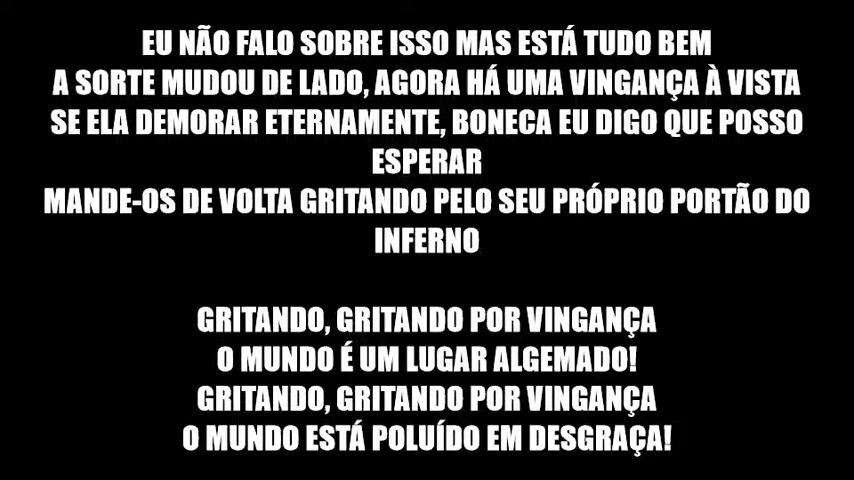 EU NÃO FALO SOBRE ISSO MAS ESTÁ TUDO BEM
A SORTE MUDOU DE LADO, AGORA HÁ UMA VINGANÇA À VISTA
SE ELA DEMORAR ETERNAMENTE, BONECA EU DIGO QUE POSSO
ESPERAR
MANDE-OS DE VOLTA GRITANDO PELO SEU PRÓPRIO PORTÃO DO
INFERNO
GRITANDO, GRITANDO POR VINGANÇA
O MUNDO É UM LUGAR ALGEMADO!
GRITANDO, GRITANDO POR VINGANÇA
O MUNDO ESTÁ POLUÍDO EM DESGRAÇA!